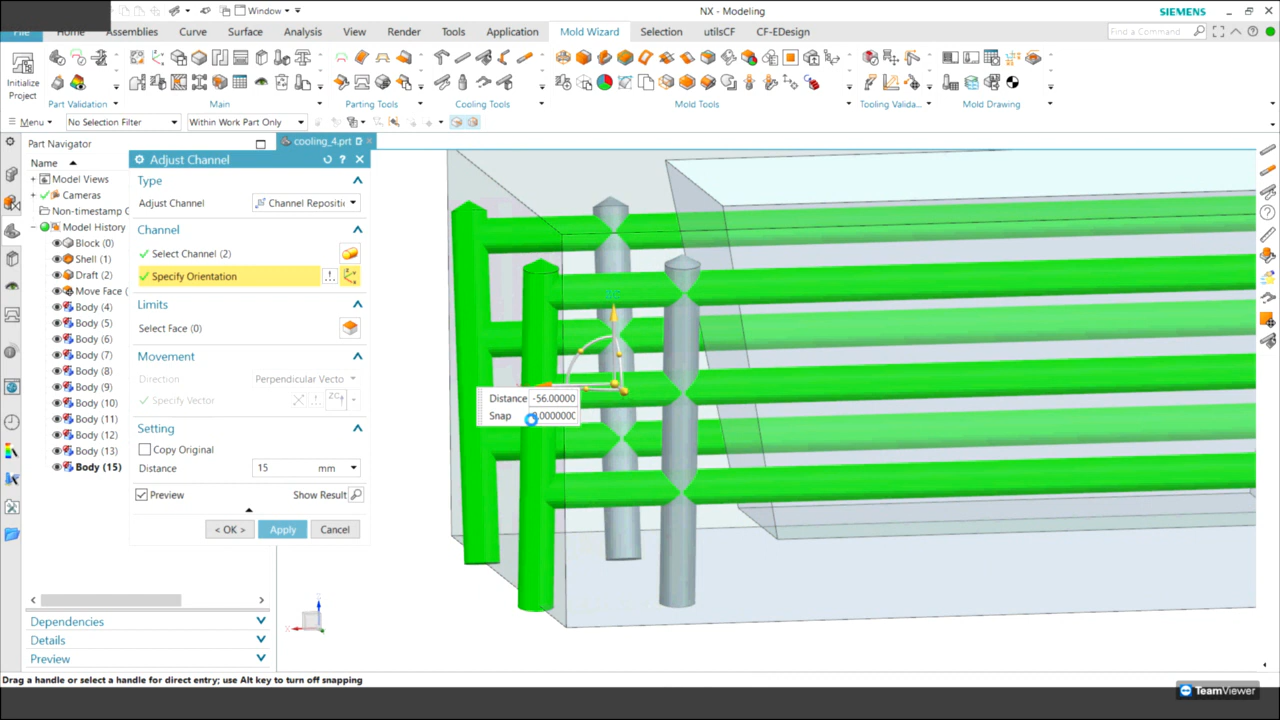 Window
NX - Modeling
SIEMENS
File
Home
Assemblies
Curve
Surface
Analysis
View
Render
Tools
Application
Mold Wizard
Selection
utilsCF
CF-EDesign
Find a Command
Initialize
Project
Part Validation
Main
Parting Tools
Cooling Tools
Mold Tools
Tooling Valida...
Mold Drawing
Menu
No Selection Filter
Within Work Part Only
Part Navigator
cooling_4.prt
Name
Model Views
Cameras
Non-timestamp G
Model History
Block (0)
Shell (1)
Draft (2)
Move Face (
Body (4)
Body (5)
Body (6)
Body (7)
Body (8)
Body (9)
Body (10)
Body (11)
Body (12)
Body (13)
Body (15)
Adjust Channel
Type
Adjust Channel
Channel Repositic
Channel
Select Channel (2)
Specify Orientation
Limits
Select Face (0)
Movement
Direction
Perpendicular Vecto
Specify Vector
Setting
Copy Original
Distance
15
mm
Preview
Show Result
< OK >
Apply
Cancel
Distance
-56.00000
Snap
Dependencies
Details
Preview
Drag a handle or select a handle for direct entry; use Alt key to turn off snapping
TeamViewer